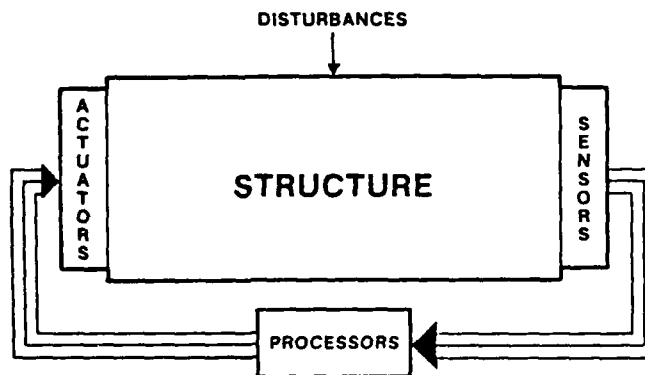 DISTURBANCES
ACTUATORS
STRUCTURE
SENSORS
PROCESSORS